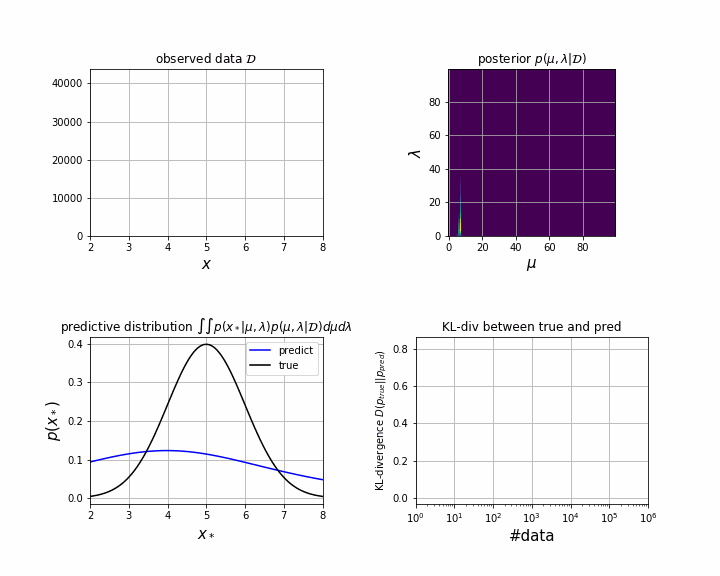 observed data 𝒟
40000
30000
20000
10000
0
2 3 4 5 6 7 8
x
posterior p(μ, λ|𝒟)
λ
80
60
40
20
0
0 20 40 60 80
μ
predictive distribution ∫∫p(x*|μ, λ)p(μ, λ|𝒟)dμdλ
p(x*)
0.4
0.3
0.2
0.1
0.0
predict
true
2 3 4 5 6 7 8
x*
KL-div between true and pred
KL-divergence D(p_true||p_pred)
0.8
0.6
0.4
0.2
0.0
10⁰ 10¹ 10² 10³ 10⁴ 10⁵ 10⁶
#data